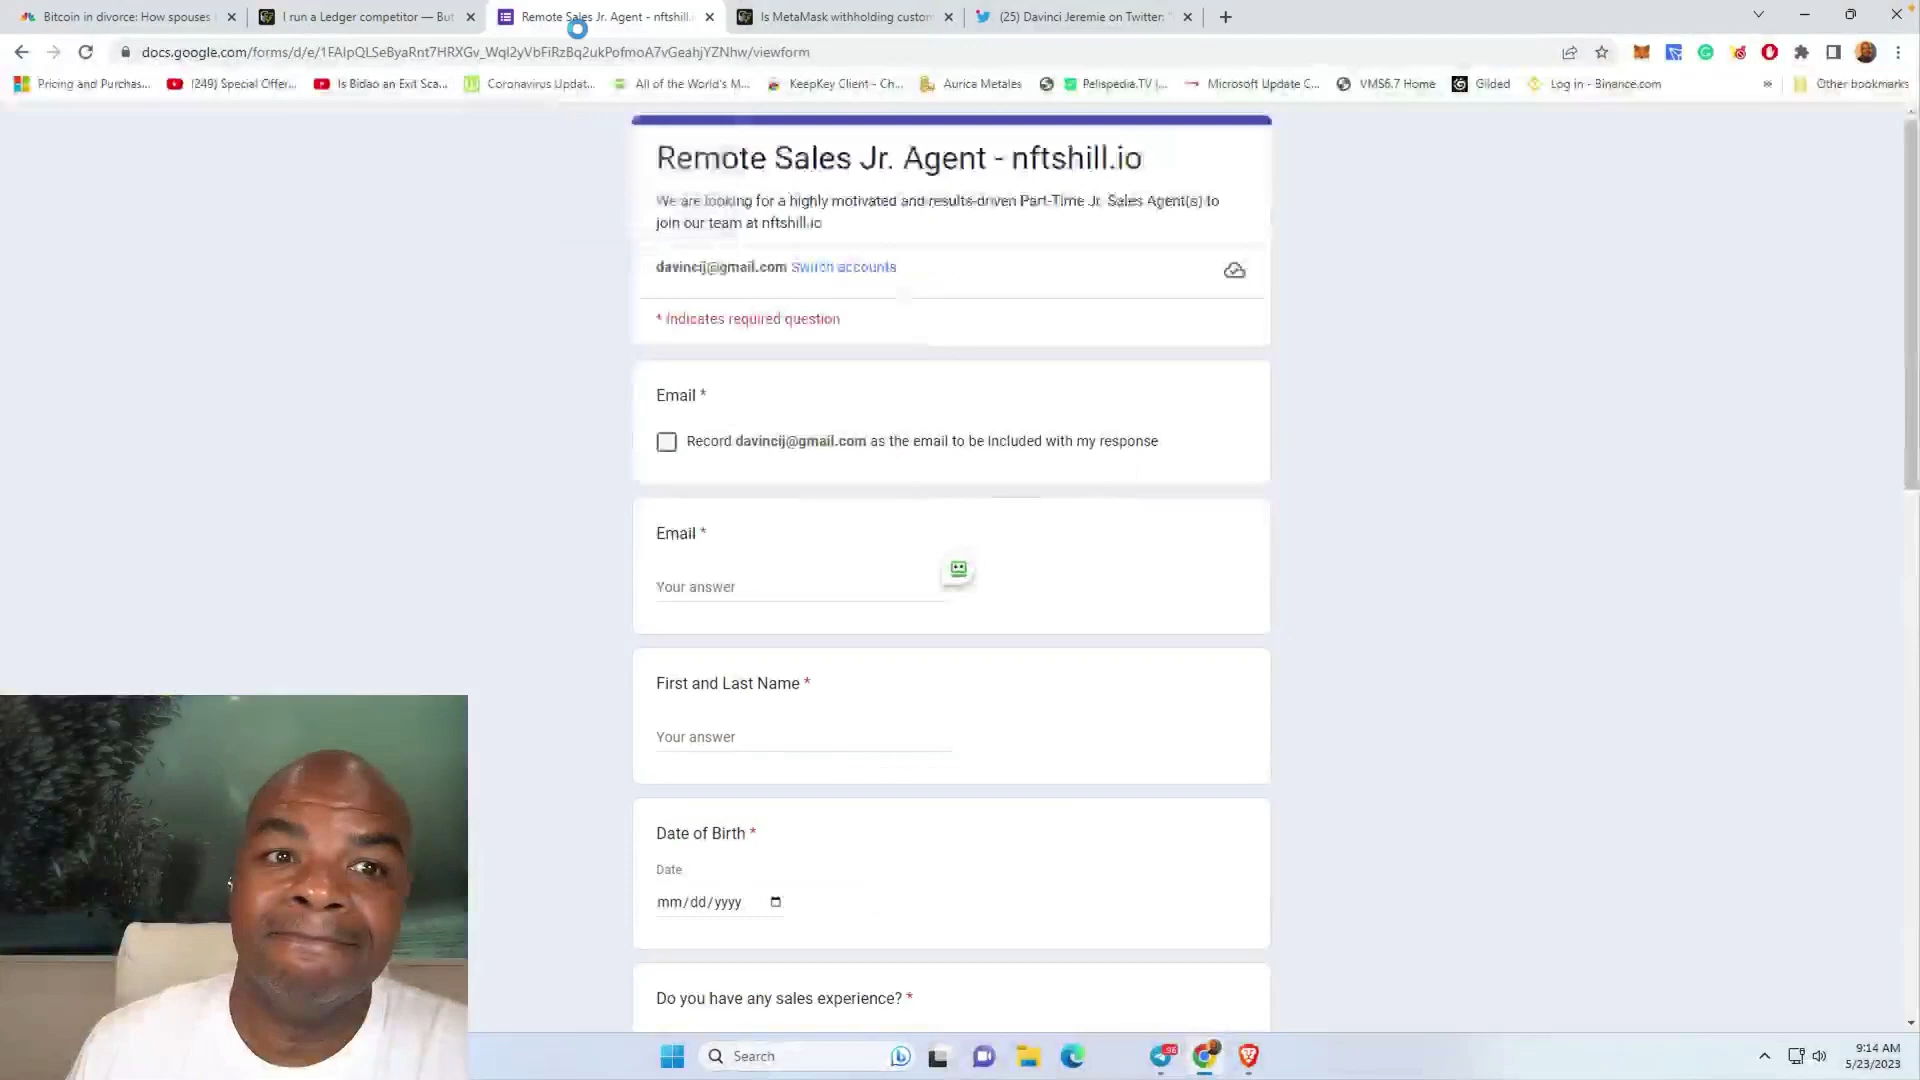 Bitcoin in divorce: How spouses
I run a Ledger competitor — But
Remote Sales Jr. Agent - nftshill.
Is MetaMask withholding custom
(25) Davinci Jeremie on Twitter:
docs.google.com/forms/d/e/1FAIpQLSeByaRnt7HRXGv_WqI2yVbFiRzBq2ukPofmoA7vGeahjYZNhw/viewform
Pricing and Purchas...
(249) Special Offer...
Is Bidao an Exit Sca...
Coronavirus Updat...
All of the World's M...
KeepKey Client - Ch...
Aurica Metales
Pelispedia.TV |...
Microsoft Update C...
VMS6.7 Home
Gilded
Log in - Binance.com
Other bookmarks
Remote Sales Jr. Agent - nftshill.io
We are looking for a highly motivated and results-driven Part-Time Jr. Sales Agent(s) to
join our team at nftshill.io
davincij@gmail.com Switch accounts
* Indicates required question
Email *
Record davincij@gmail.com as the email to be included with my response
Email *
Your answer
First and Last Name *
Your answer
Date of Birth *
Date
mm/dd/yyyy
Do you have any sales experience? *
Search
96
9:14 AM
5/23/2023